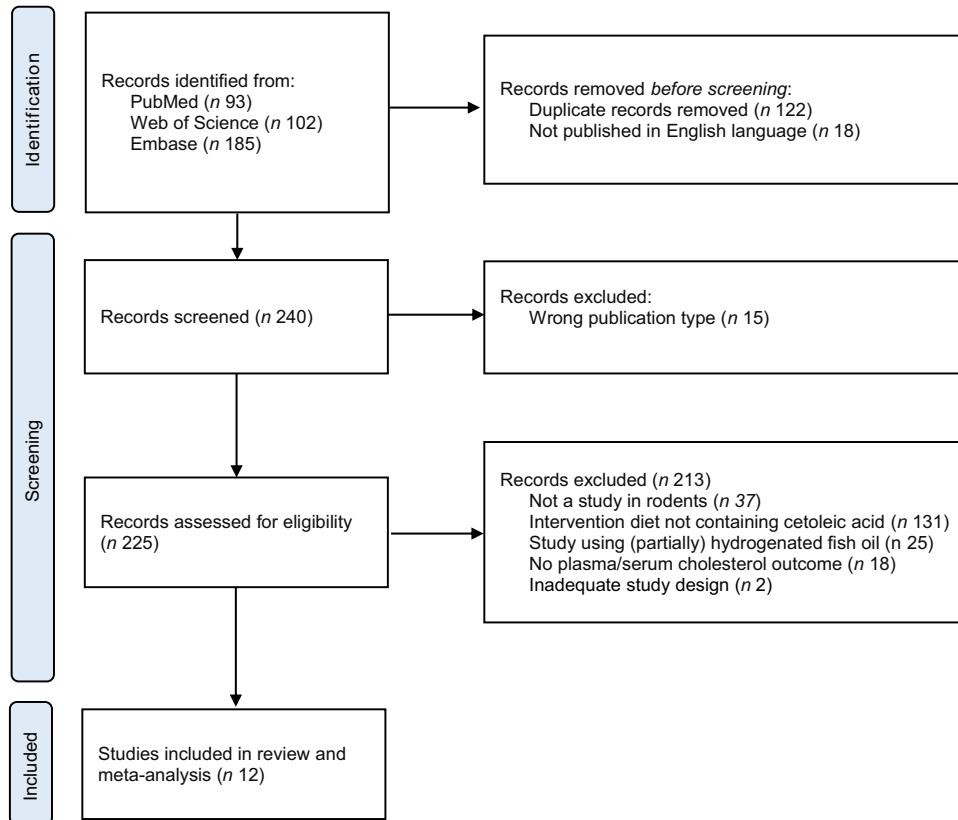 Identification
Records identified from:
PubMed (n 93)
Web of Science (n 102)
Embase (n 185)
Records removed before screening:
Duplicate records removed (n 122)
Not published in English language (n 18)
Screening
Records screened (n 240)
Records excluded:
Wrong publication type (n 15)
Records assessed for eligibility
(n 225)
Records excluded (n 213)
Not a study in rodents (n 37)
Intervention diet not containing cetoleic acid (n 131)
Study using (partially) hydrogenated fish oil (n 25)
No plasma/serum cholesterol outcome (n 18)
Inadequate study design (n 2)
Included
Studies included in review and
meta-analysis (n 12)